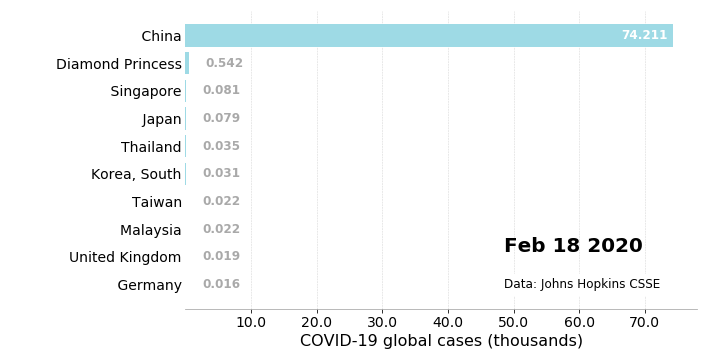 China 74.211
Diamond Princess 0.542
Singapore 0.081
Japan 0.079
Thailand 0.035
Korea, South 0.031
Taiwan 0.022
Malaysia 0.022
United Kingdom 0.019
Germany 0.016
Feb 18 2020
Data: Johns Hopkins CSSE
10.0 20.0 30.0 40.0 50.0 60.0 70.0
COVID-19 global cases (thousands)